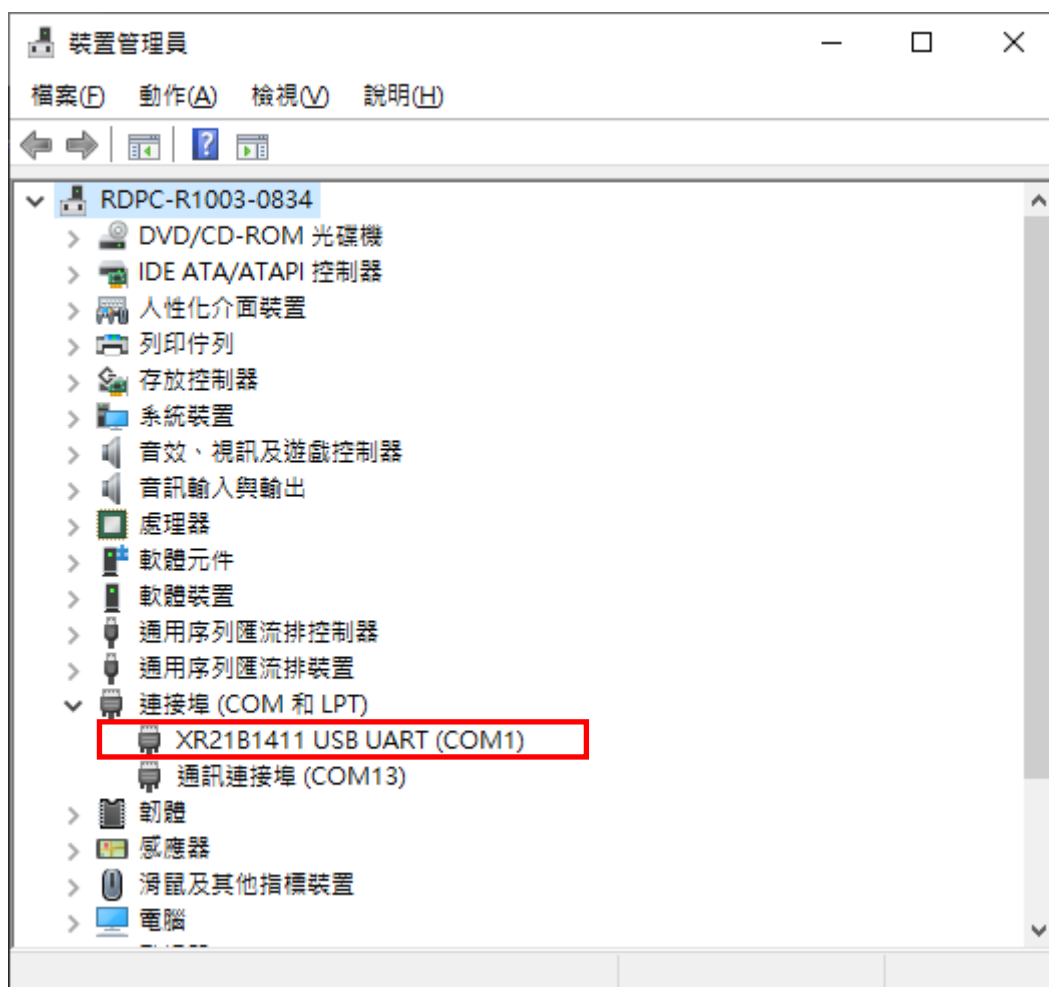 裝置管理員
檔案(F) 動作(A) 檢視(V) 說明(H)
RDPC-R1003-0834
DVD/CD-ROM 光碟機
IDE ATA/ATAPI 控制器
人性化介面裝置
列印佇列
存放控制器
系統裝置
音效、視訊及遊戲控制器
音訊輸入與輸出
處理器
軟體元件
軟體裝置
通用序列匯流排控制器
通用序列匯流排裝置
連接埠 (COM 和 LPT)
XR21B1411 USB UART (COM1)
通訊連接埠 (COM13)
韌體
感應器
滑鼠及其他指標裝置
電腦